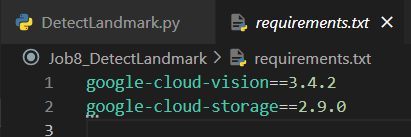 DetectLandmark.py requirements.txt ×
Job8_DetectLandmark > requirements.txt
1 google-cloud-vision==3.4.2
2 google-cloud-storage==2.9.0
3